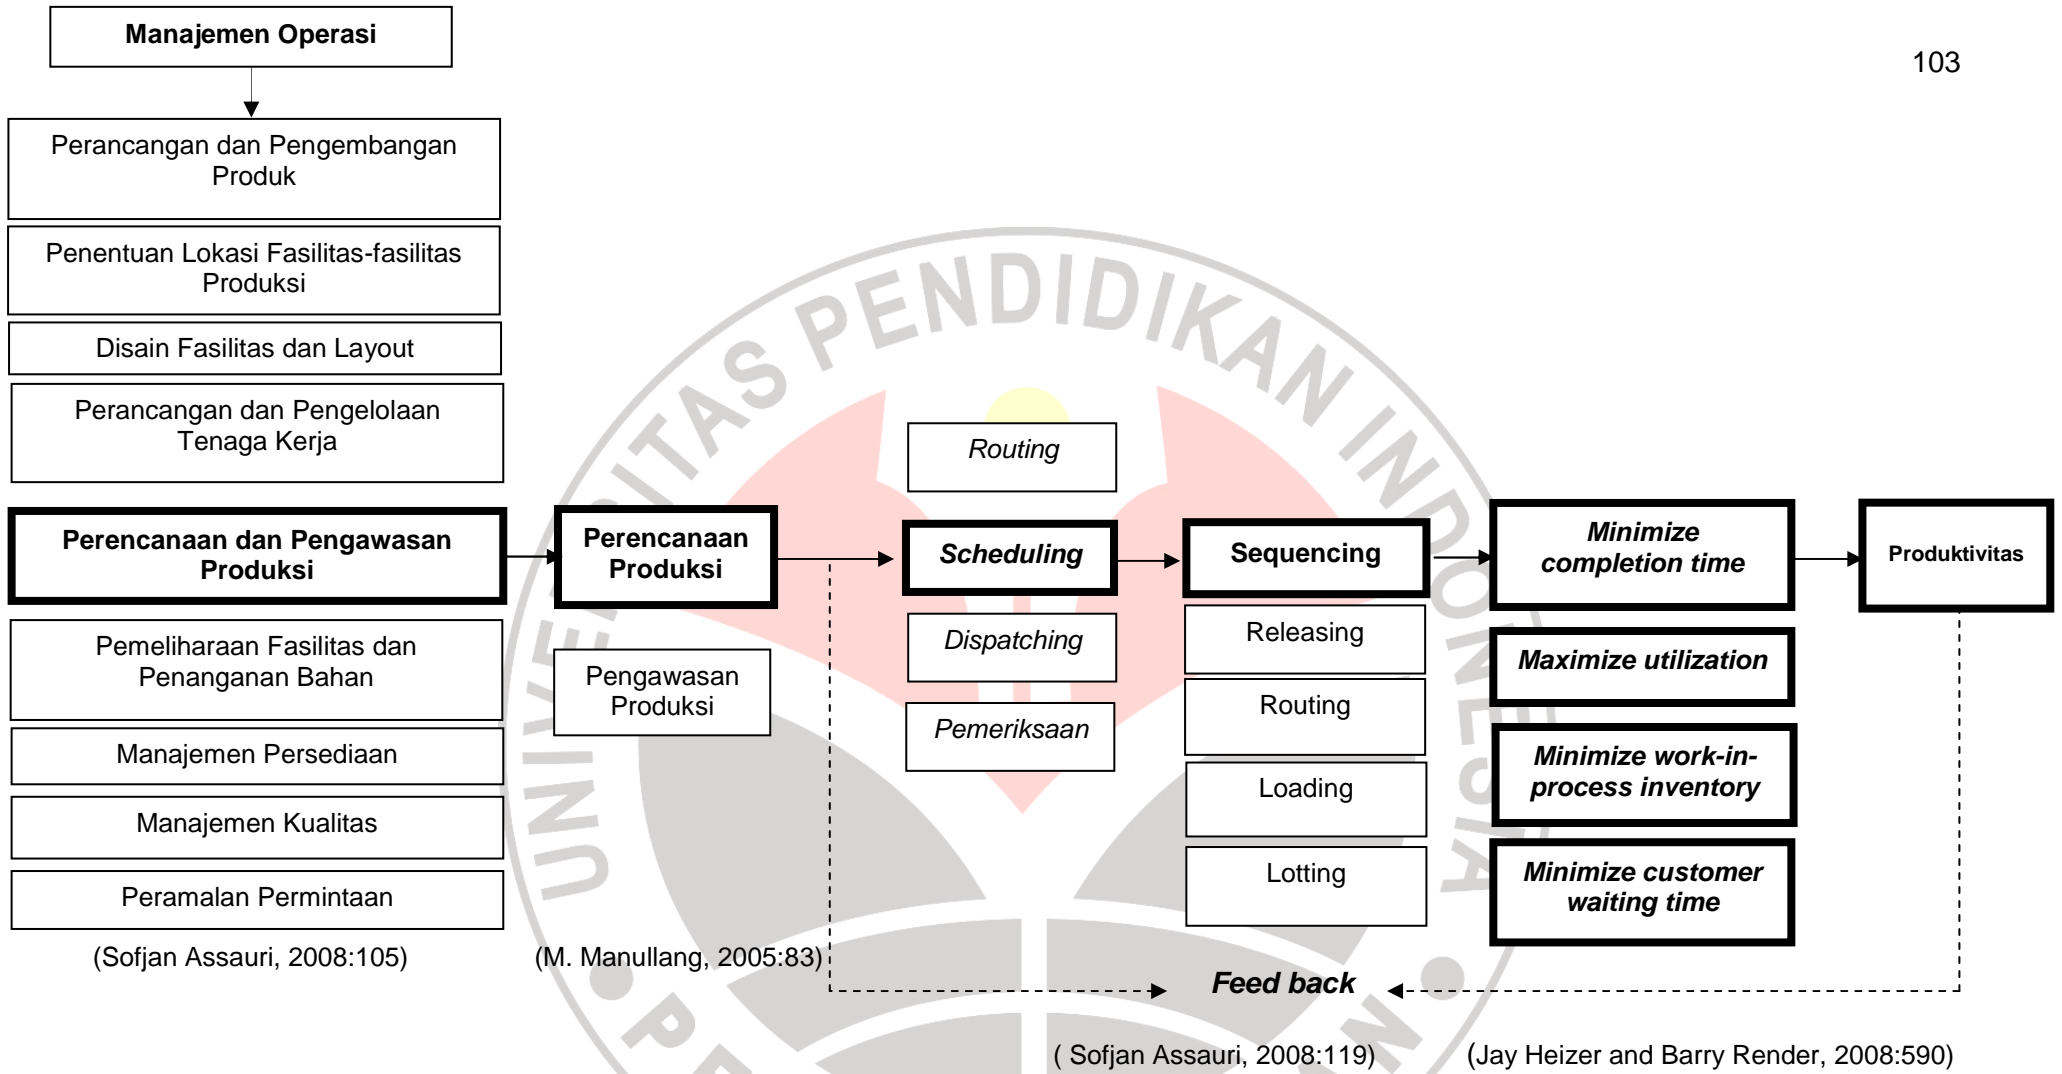 103
Manajemen Operasi
Perancangan dan Pengembangan
Produk
Penentuan Lokasi Fasilitas-fasilitas
Produksi
Disain Fasilitas dan Layout
Perancangan dan Pengelolaan
Tenaga Kerja
Perencanaan dan Pengawasan
Produksi
Pemeliharaan Fasilitas dan
Penanganan Bahan
Manajemen Persediaan
Manajemen Kualitas
Peramalan Permintaan
(Sofjan Assauri, 2008:105)
Perencanaan
Produksi
Pengawasan
Produksi
(M. Manullang, 2005:83)
Routing
Scheduling
Dispatching
Pemeriksaan
Sequencing
Releasing
Routing
Loading
Lotting
Minimize
completion time
Maximize utilization
Minimize work-in-
process inventory
Minimize customer
waiting time
Produktivitas
Feed back
( Sofjan Assauri, 2008:119)
(Jay Heizer and Barry Render, 2008:590)
UNIVERSITAS PENDIDIKAN INDONESIA